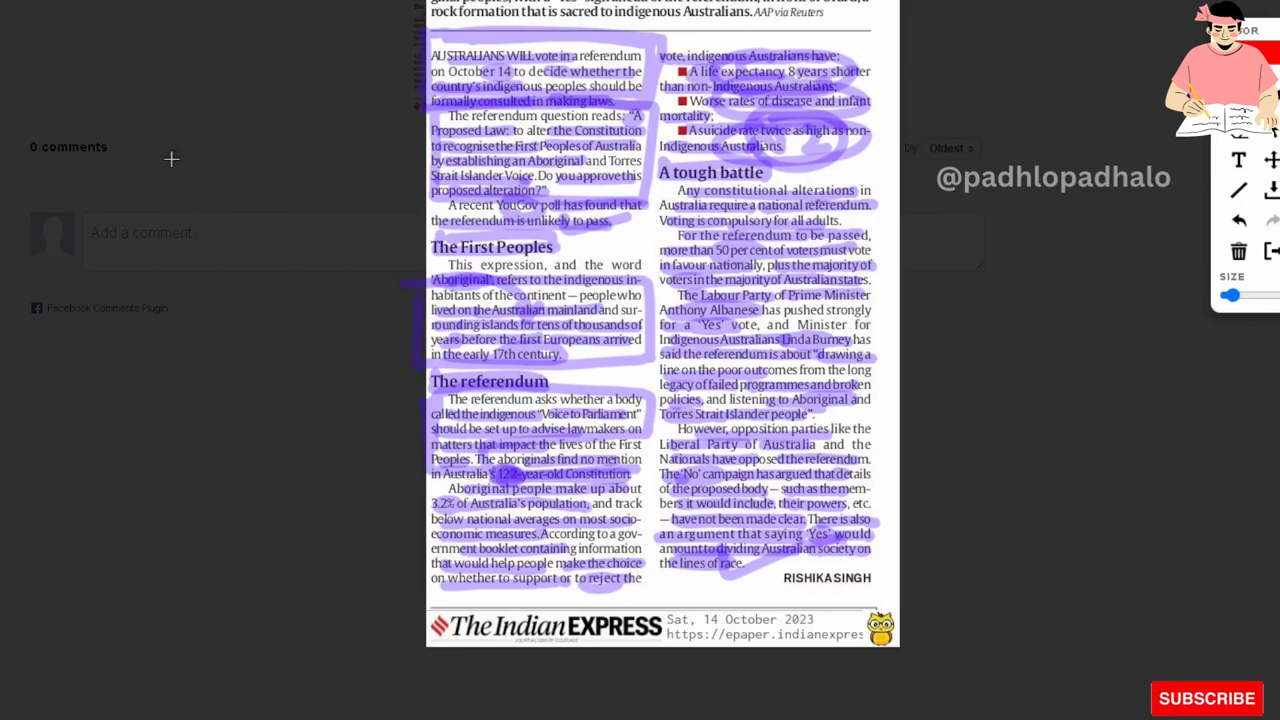 ginal peoples, with a "Yes" sign ahead of the referendum, in front of Uluru, a
rock formation that is sacred to indigenous Australians. AAP via Reuters
AUSTRALIANS WILL vote in a referendum
on October 14 to decide whether the
country's indigenous peoples should be
formally consulted in making laws.
The referendum question reads: "A
Proposed Law: to alter the Constitution
to recognise the First Peoples of Australia
by establishing an Aboriginal and Torres
Strait Islander Voice. Do you approve this
proposed alteration?"
A recent YouGov poll has found that
the referendum is unlikely to pass.
The First Peoples
This expression, and the word
'Aboriginal', refers to the indigenous in-
habitants of the continent — people who
lived on the Australian mainland and sur-
rounding islands for tens of thousands of
years before the first Europeans arrived
in the early 17th century.
The referendum
The referendum asks whether a body
called the indigenous "Voice to Parliament"
should be set up to advise lawmakers on
matters that impact the lives of the First
Peoples. The aboriginals find no mention
in Australia's 122-year-old Constitution.
Aboriginal people make up about
3.2% of Australia's population, and track
below national averages on most socio-
economic measures. According to a gov-
ernment booklet containing information
that would help people make the choice
on whether to support or to reject the
vote, indigenous Australians have:
A life expectancy 8 years shorter
than non-Indigenous Australians;
Worse rates of disease and infant
mortality;
A suicide rate twice as high as non-
Indigenous Australians.
A tough battle
Any constitutional alterations in
Australia require a national referendum.
Voting is compulsory for all adults.
For the referendum to be passed,
more than 50 per cent of voters must vote
in favour nationally, plus the majority of
voters in the majority of Australian states.
The Labour Party of Prime Minister
Anthony Albanese has pushed strongly
for a 'Yes' vote, and Minister for
Indigenous Australians Linda Burney has
said the referendum is about "drawing a
line on the poor outcomes from the long
legacy of failed programmes and broken
policies, and listening to Aboriginal and
Torres Strait Islander people".
However, opposition parties like the
Liberal Party of Australia and the
Nationals have opposed the referendum.
The 'No' campaign has argued that details
of the proposed body — such as the mem-
bers it would include, their powers, etc.
— have not been made clear. There is also
an argument that saying 'Yes' would
amount to dividing Australian society on
the lines of race.
RISHIKA SINGH
The Indian EXPRESS
Sat, 14 October 2023
https://epaper.indianexpres
0 comments
by Oldest
Add a comment...
Facebook Comments Plugin
@padhlopadhalo
OR
T
SIZE
SUBSCRIBE